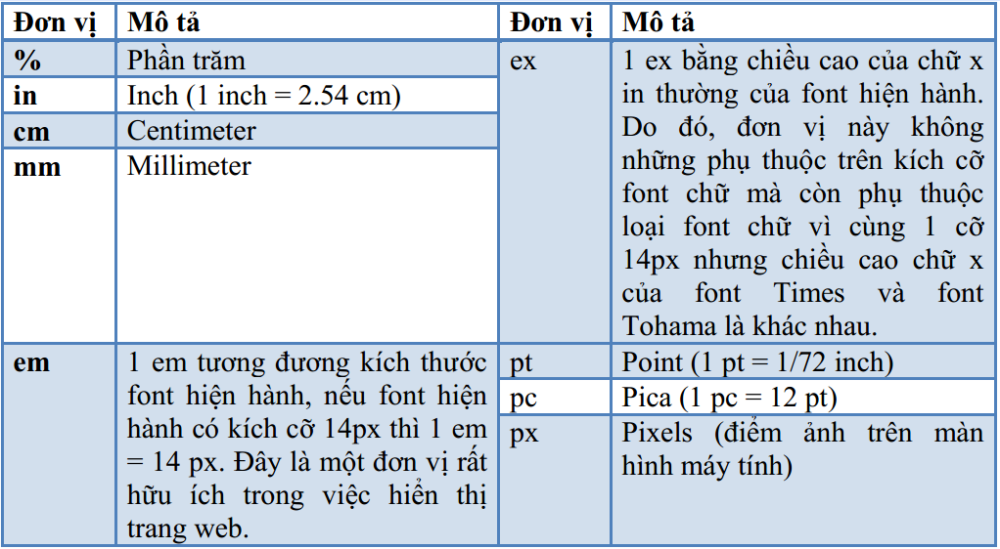 Đơn vị Mô tả Đơn vị Mô tả
% Phần trăm
in Inch (1 inch = 2.54 cm)
cm Centimeter
mm Millimeter
ex 1 ex bằng chiều cao của chữ x
in thường của font hiện hành.
Do đó, đơn vị này không
những phụ thuộc trên kích cỡ
font chữ mà còn phụ thuộc
loại font chữ vì cùng 1 cỡ
14px nhưng chiều cao chữ x
của font Times và font
Tohama là khác nhau.
em 1 em tương đương kích thước
font hiện hành, nếu font hiện
hành có kích cỡ 14px thì 1 em
= 14 px. Đây là một đơn vị rất
hữu ích trong việc hiển thị
trang web.
pt Point (1 pt = 1/72 inch)
pc Pica (1 pc = 12 pt)
px Pixels (điểm ảnh trên màn
hình máy tính)